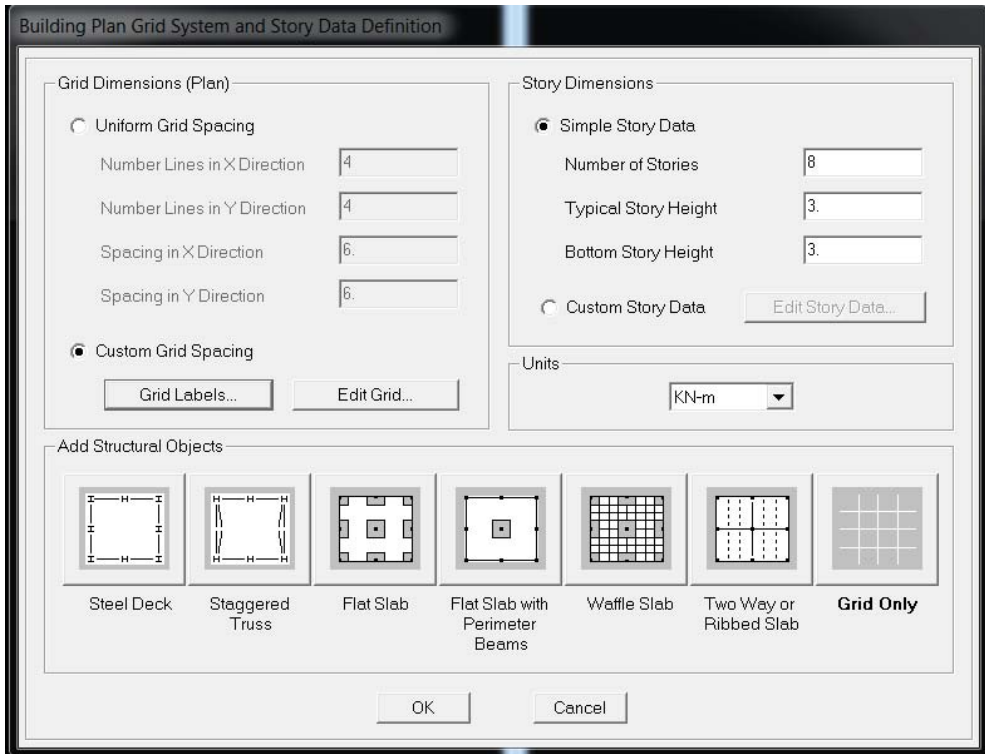 Building Plan Grid System and Story Data Definition
Grid Dimensions (Plan)
Uniform Grid Spacing
Number Lines in X Direction 4
Number Lines in Y Direction 4
Spacing in X Direction 6.
Spacing in Y Direction 6.
Custom Grid Spacing
Grid Labels... Edit Grid...
Story Dimensions
Simple Story Data
Number of Stories 8
Typical Story Height 3.
Bottom Story Height 3.
Custom Story Data Edit Story Data...
Units
KN-m
Add Structural Objects
Steel Deck
Staggered
Truss
Flat Slab
Flat Slab with
Perimeter
Beams
Waffle Slab
Two Way or
Ribbed Slab
Grid Only
OK Cancel